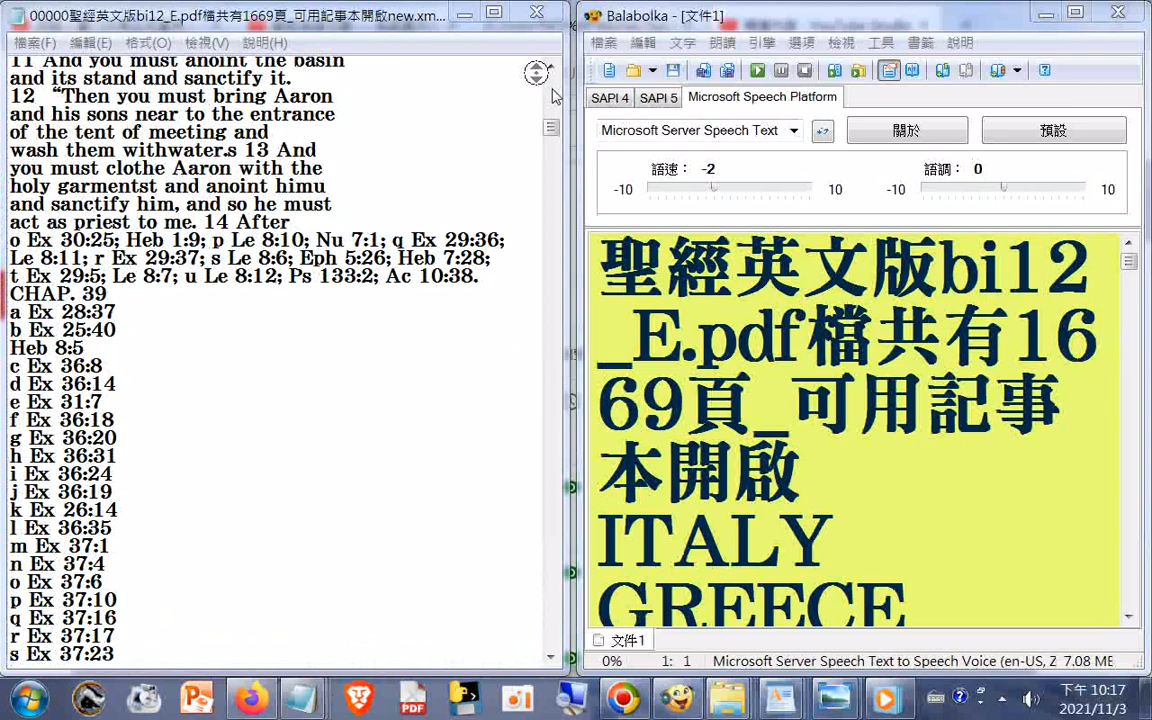 00000聖經英文版bi12_E.pdf檔共有1669頁_可用記事本開啟new.xm...
檔案(F) 編輯(E) 格式(O) 檢視(V) 說明(H)
11 And you must anoint the basin
and its stand and sanctify it.
12 “Then you must bring Aaron
and his sons near to the entrance
of the tent of meeting and
wash them withwater.s 13 And
you must clothe Aaron with the
holy garmentst and anoint himu
and sanctify him, and so he must
act as priest to me. 14 After
o Ex 30:25; Heb 1:9; p Le 8:10; Nu 7:1; q Ex 29:36;
Le 8:11; r Ex 29:37; s Le 8:6; Eph 5:26; Heb 7:28;
t Ex 29:5; Le 8:7; u Le 8:12; Ps 133:2; Ac 10:38.
CHAP. 39
a Ex 28:37
b Ex 25:40
Heb 8:5
c Ex 36:8
d Ex 36:14
e Ex 31:7
f Ex 36:18
g Ex 36:20
h Ex 36:31
i Ex 36:24
j Ex 36:19
k Ex 26:14
l Ex 36:35
m Ex 37:1
n Ex 37:4
o Ex 37:6
p Ex 37:10
q Ex 37:16
r Ex 37:17
s Ex 37:23
Balabolka - [文件1]
檔案 編輯 文字 朗讀 引擎 選項 檢視 工具 書籤 說明
SAPI 4 SAPI 5 Microsoft Speech Platform
Microsoft Server Speech Text 關於 預設
語速: -2 語調: 0
-10 10 -10 10
聖經英文版bi12
_E.pdf檔共有16
69頁_可用記事
本開啟
ITALY
GREECE
文件1
0% 1: 1 Microsoft Server Speech Text to Speech Voice (en-US, Z 7.08 ME
下午 10:17
2021/11/3